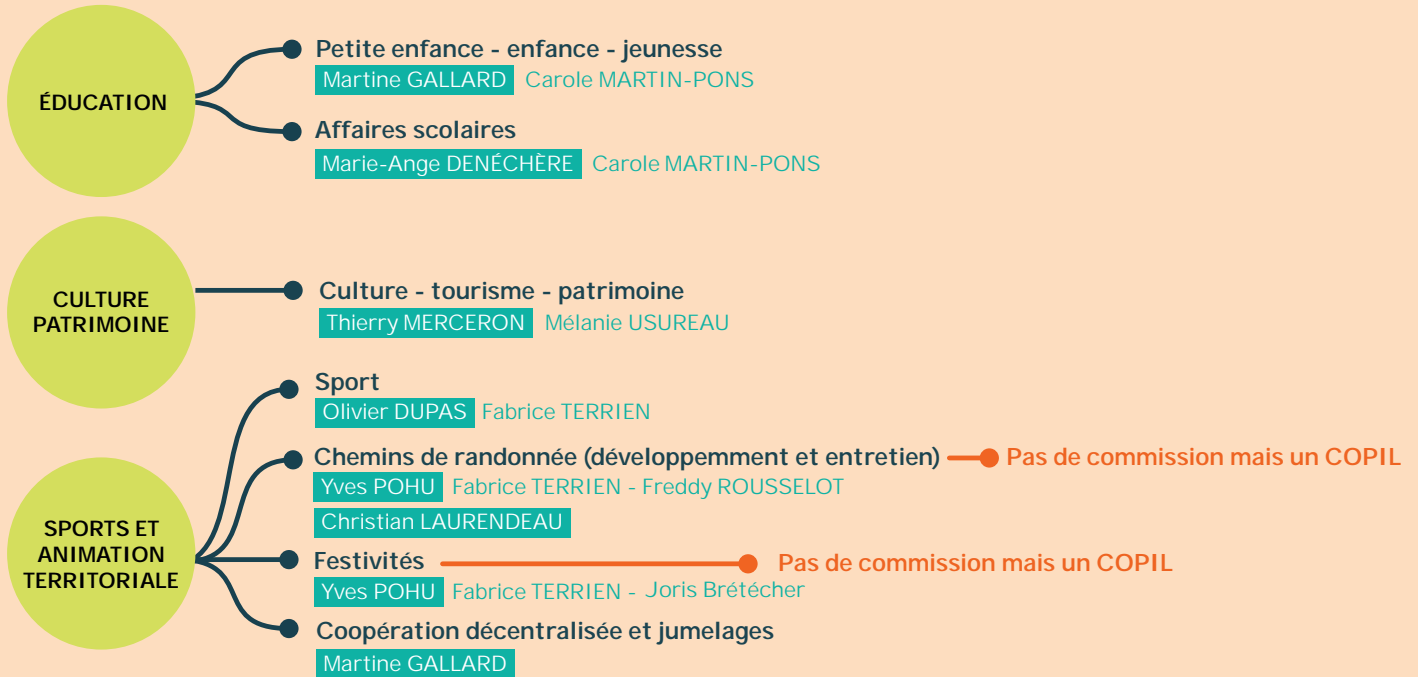 ÉDUCATION
Petite enfance - enfance - jeunesse
Martine GALLARD Carole MARTIN-PONS
Affaires scolaires
Marie-Ange DENÉCHÈRE Carole MARTIN-PONS
CULTURE
PATRIMOINE
Culture - tourisme - patrimoine
Thierry MERCERON Mélanie USUREAU
SPORTS ET
ANIMATION
TERRITORIALE
Sport
Olivier DUPAS Fabrice TERRIEN
Chemins de randonnée (développemment et entretien) Pas de commission mais un COPIL
Yves POHU Fabrice TERRIEN - Freddy ROUSSELOT
Christian LAURENDEAU
Festivités Pas de commission mais un COPIL
Yves POHU Fabrice TERRIEN - Joris Brétécher
Coopération décentralisée et jumelages
Martine GALLARD